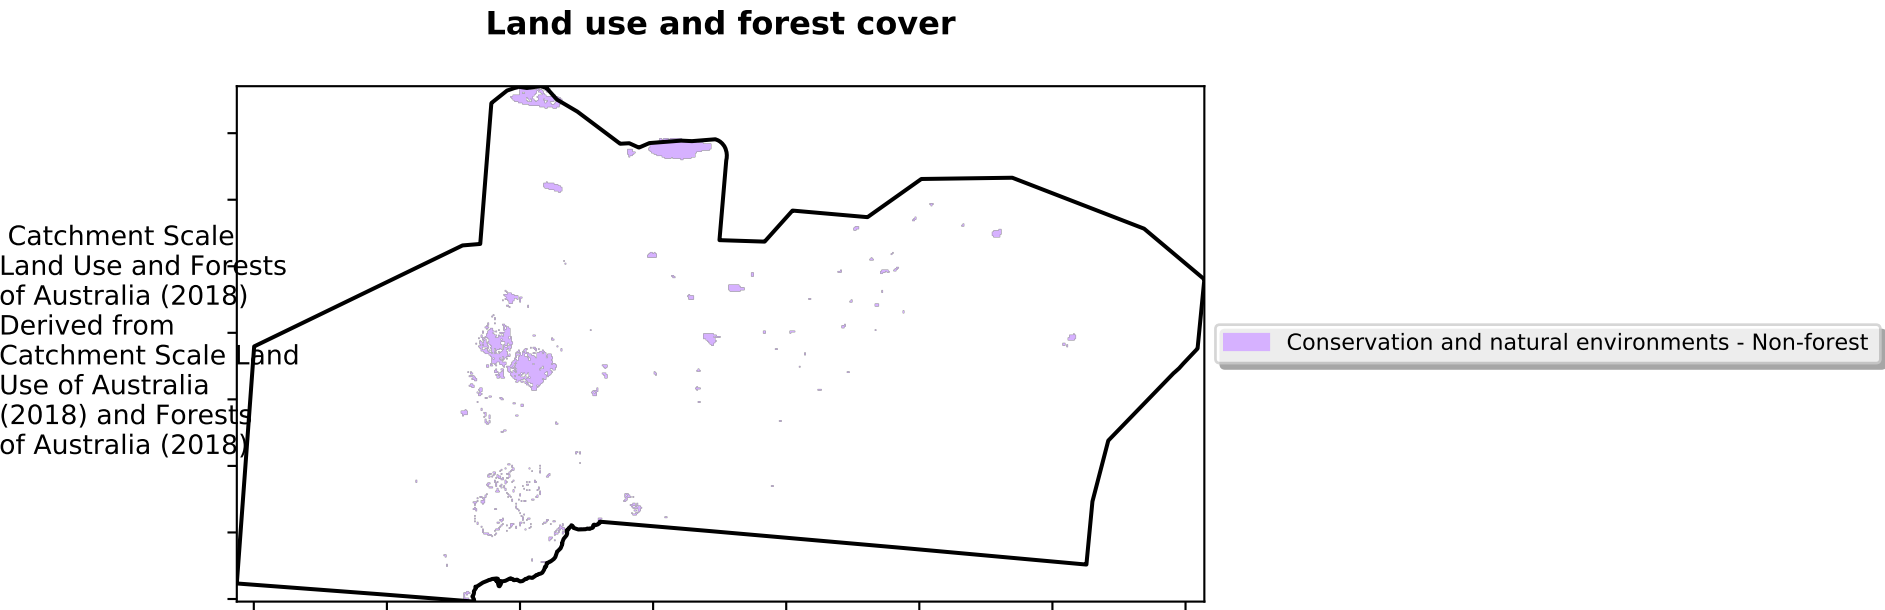 Land use and forest cover
Catchment Scale
Land Use and Forests
of Australia (2018)
Derived from
Catchment Scale Land
Use of Australia
(2018) and Forests
of Australia (2018)
Conservation and natural environments - Non-forest